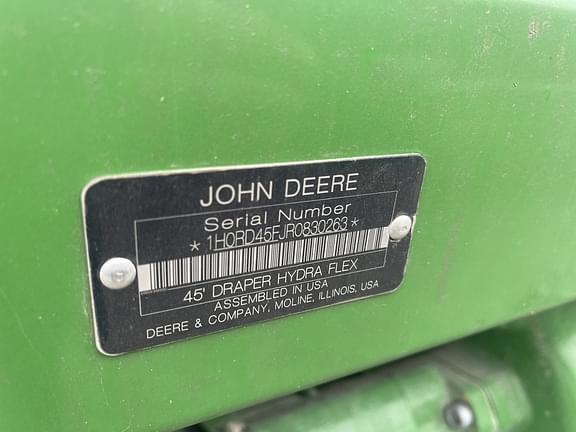 JOHN DEERE
Serial Number
* 1H0RD45FJR0830263 *
45' DRAPER HYDRA FLEX
ASSEMBLED IN USA
DEERE & COMPANY, MOLINE, ILLINOIS, USA